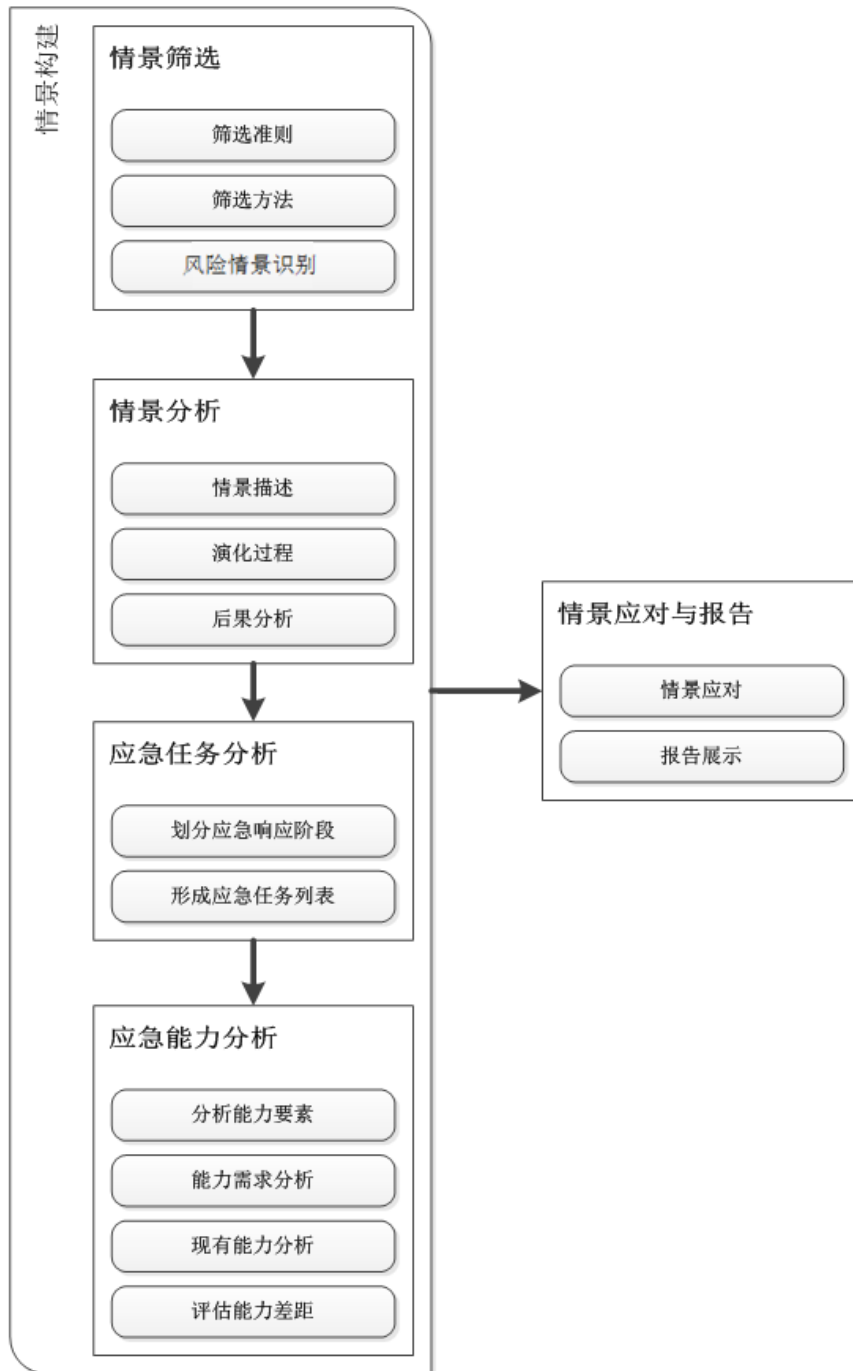 情景构建
情景筛选
筛选准则
筛选方法
风险情景识别
情景分析
情景描述
演化过程
后果分析
应急任务分析
划分应急响应阶段
形成应急任务列表
应急能力分析
分析能力要素
能力需求分析
现有能力分析
评估能力差距
情景应对与报告
情景应对
报告展示